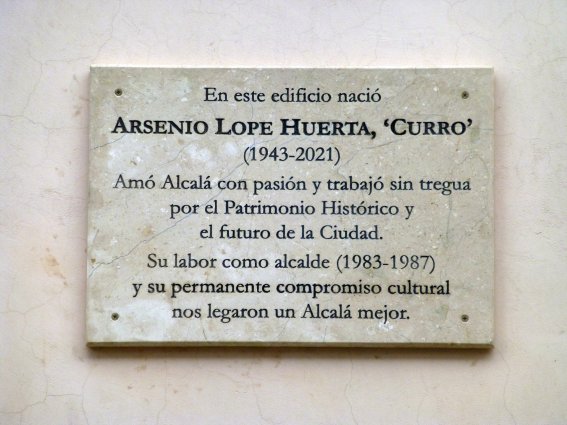 En este edificio nació
ARSENIO LOPE HUERTA, ‘CURRO’
(1943-2021)
Amó Alcalá con pasión y trabajó sin tregua
por el Patrimonio Histórico y
el futuro de la Ciudad.
Su labor como alcalde (1983-1987)
y su permanente compromiso cultural
nos legaron un Alcalá mejor.